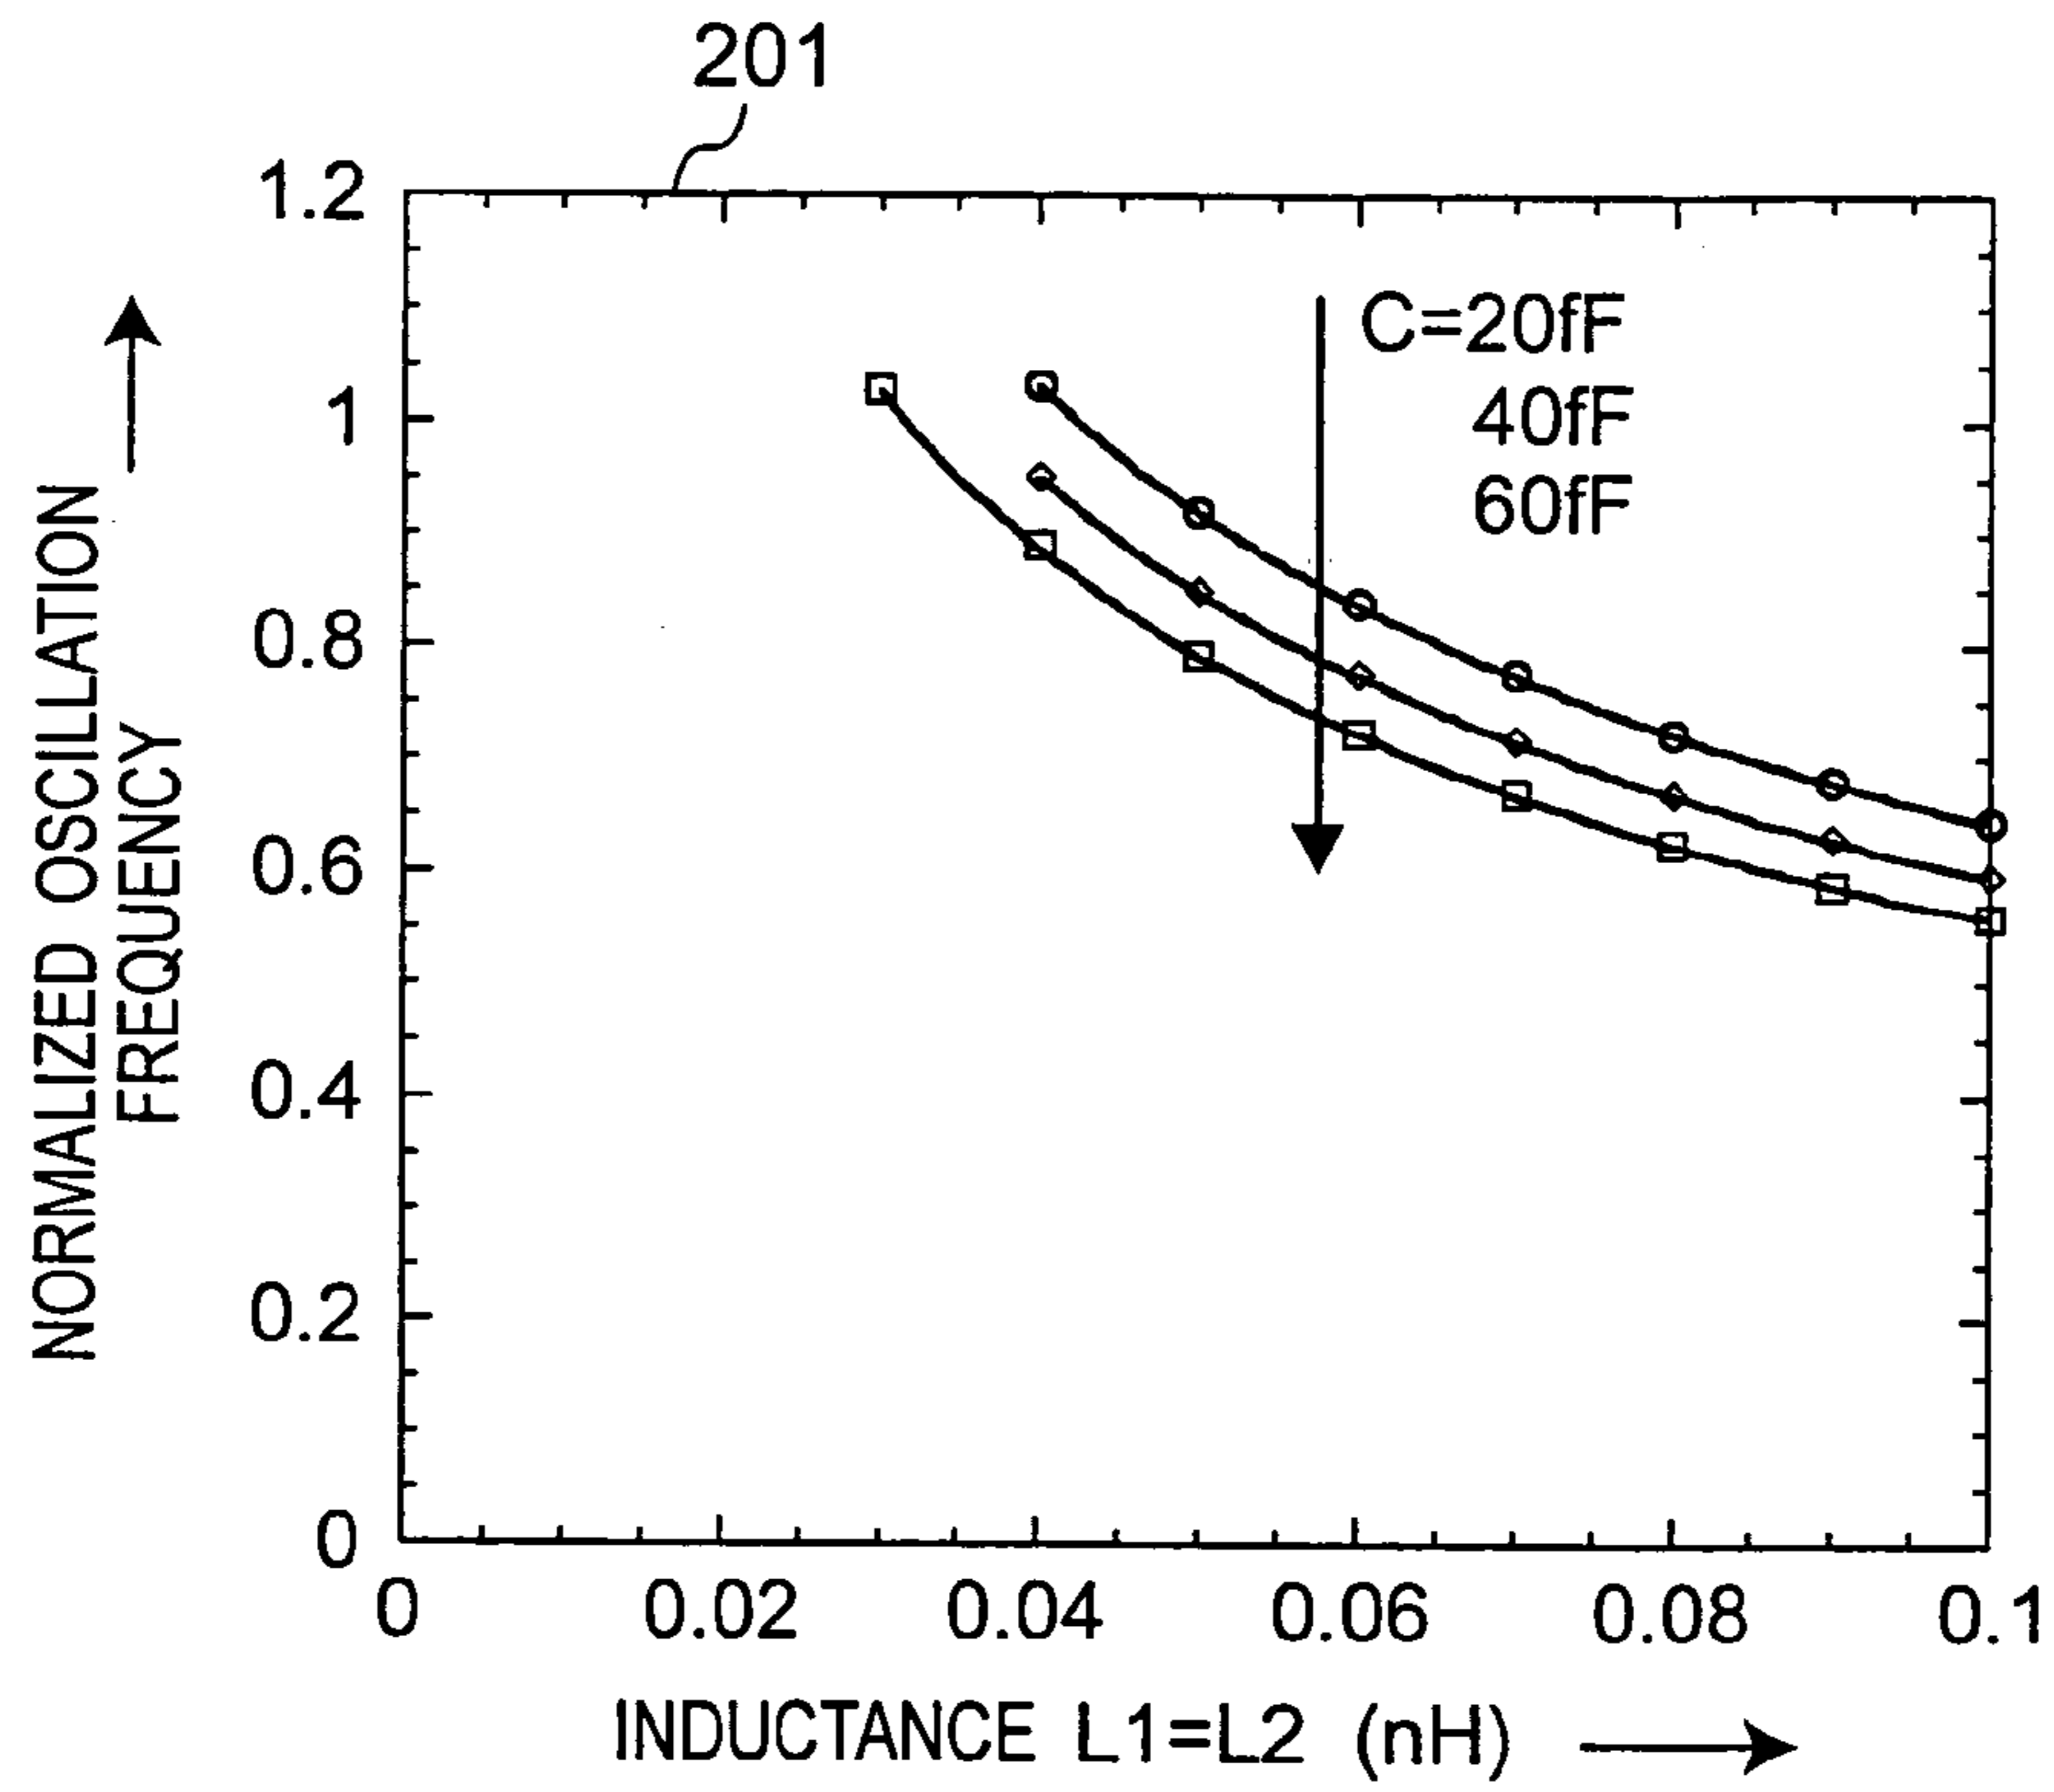 201
1.2
1
0.8
0.6
0.4
0.2
0
NORMALIZED OSCILLATION
FREQUENCY
C=20fF
40fF
60fF
0 0.02 0.04 0.06 0.08 0.1
INDUCTANCE L1=L2 (nH)